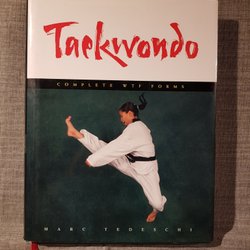 Taekwondo
COMPLETE WTF FORMS
MARC TEDESCHI